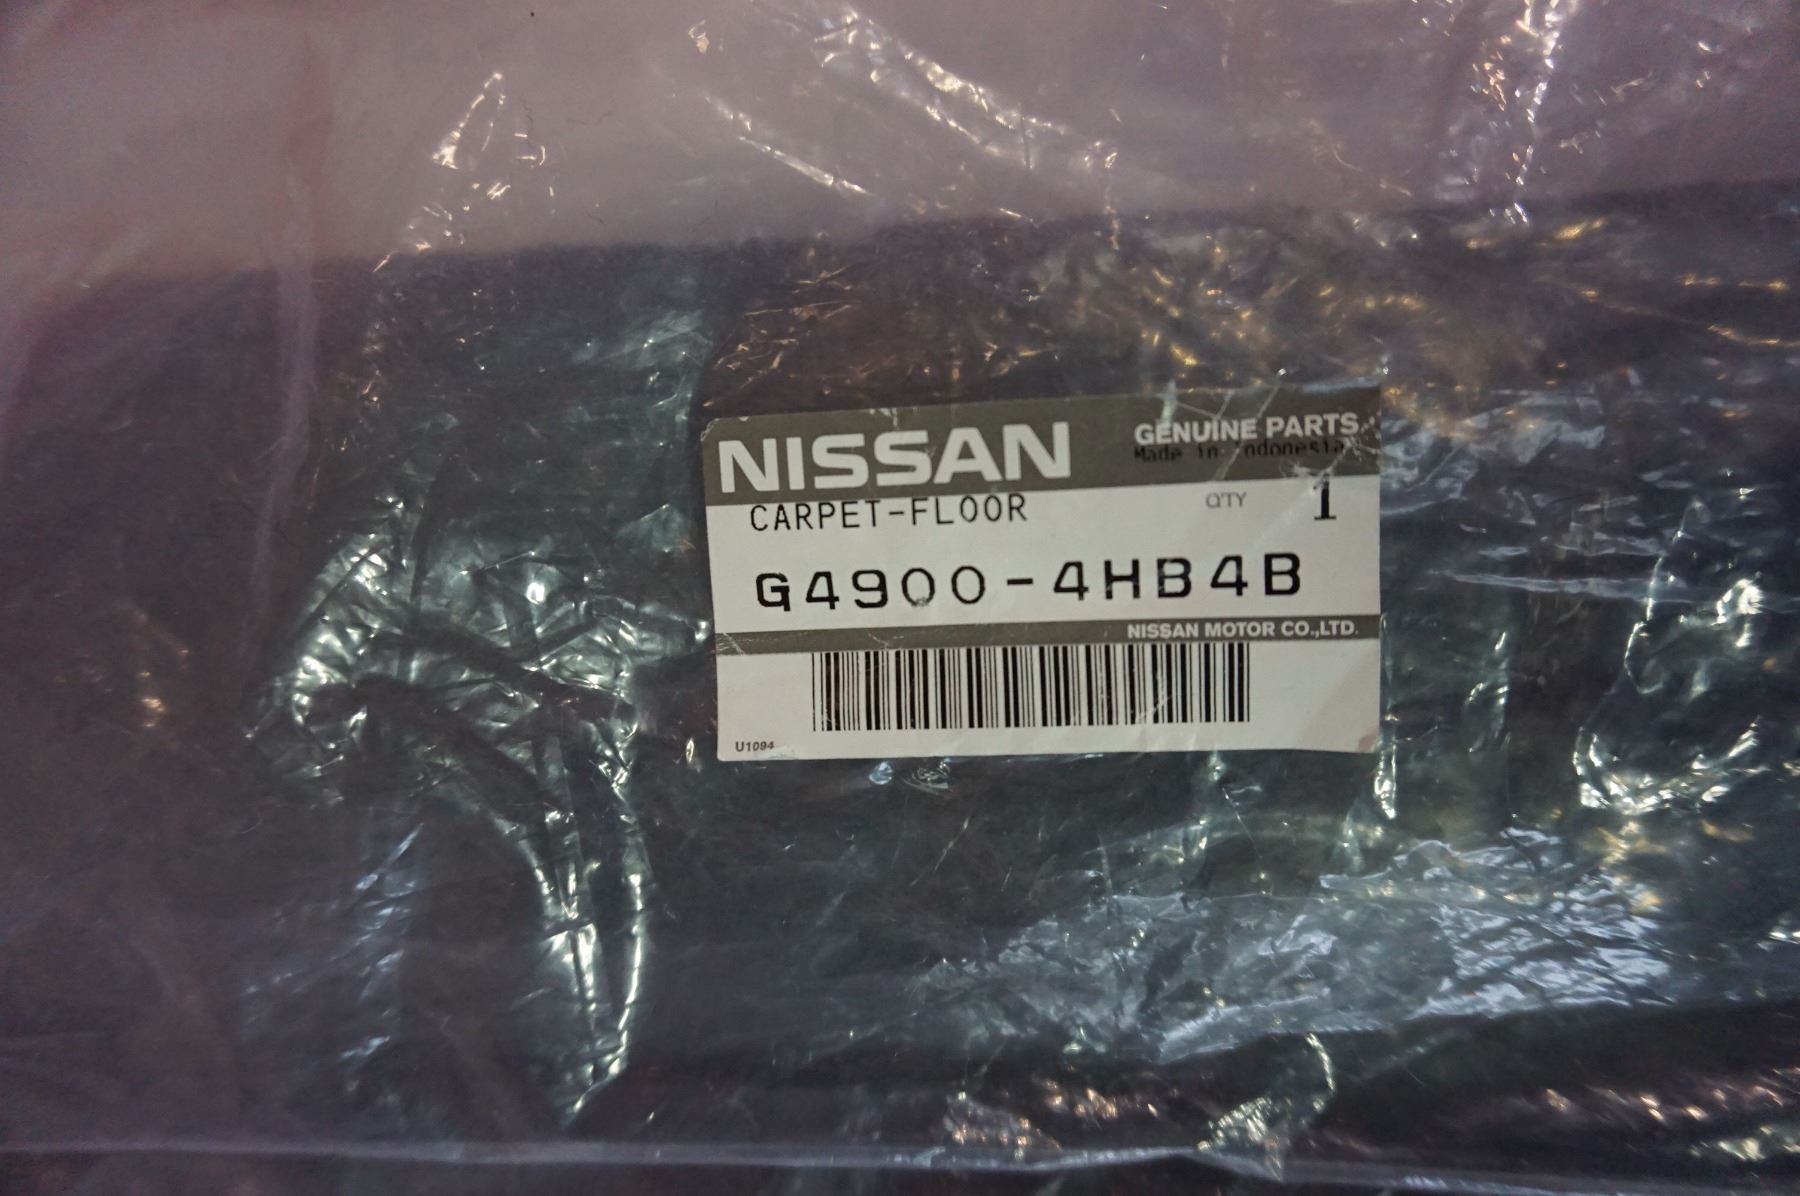 NISSAN
GENUINE PARTS
Made in Indonesia
CARPET-FLOOR
Q'TY 1
G4900-4HB4B
NISSAN MOTOR CO.,LTD.
U1094